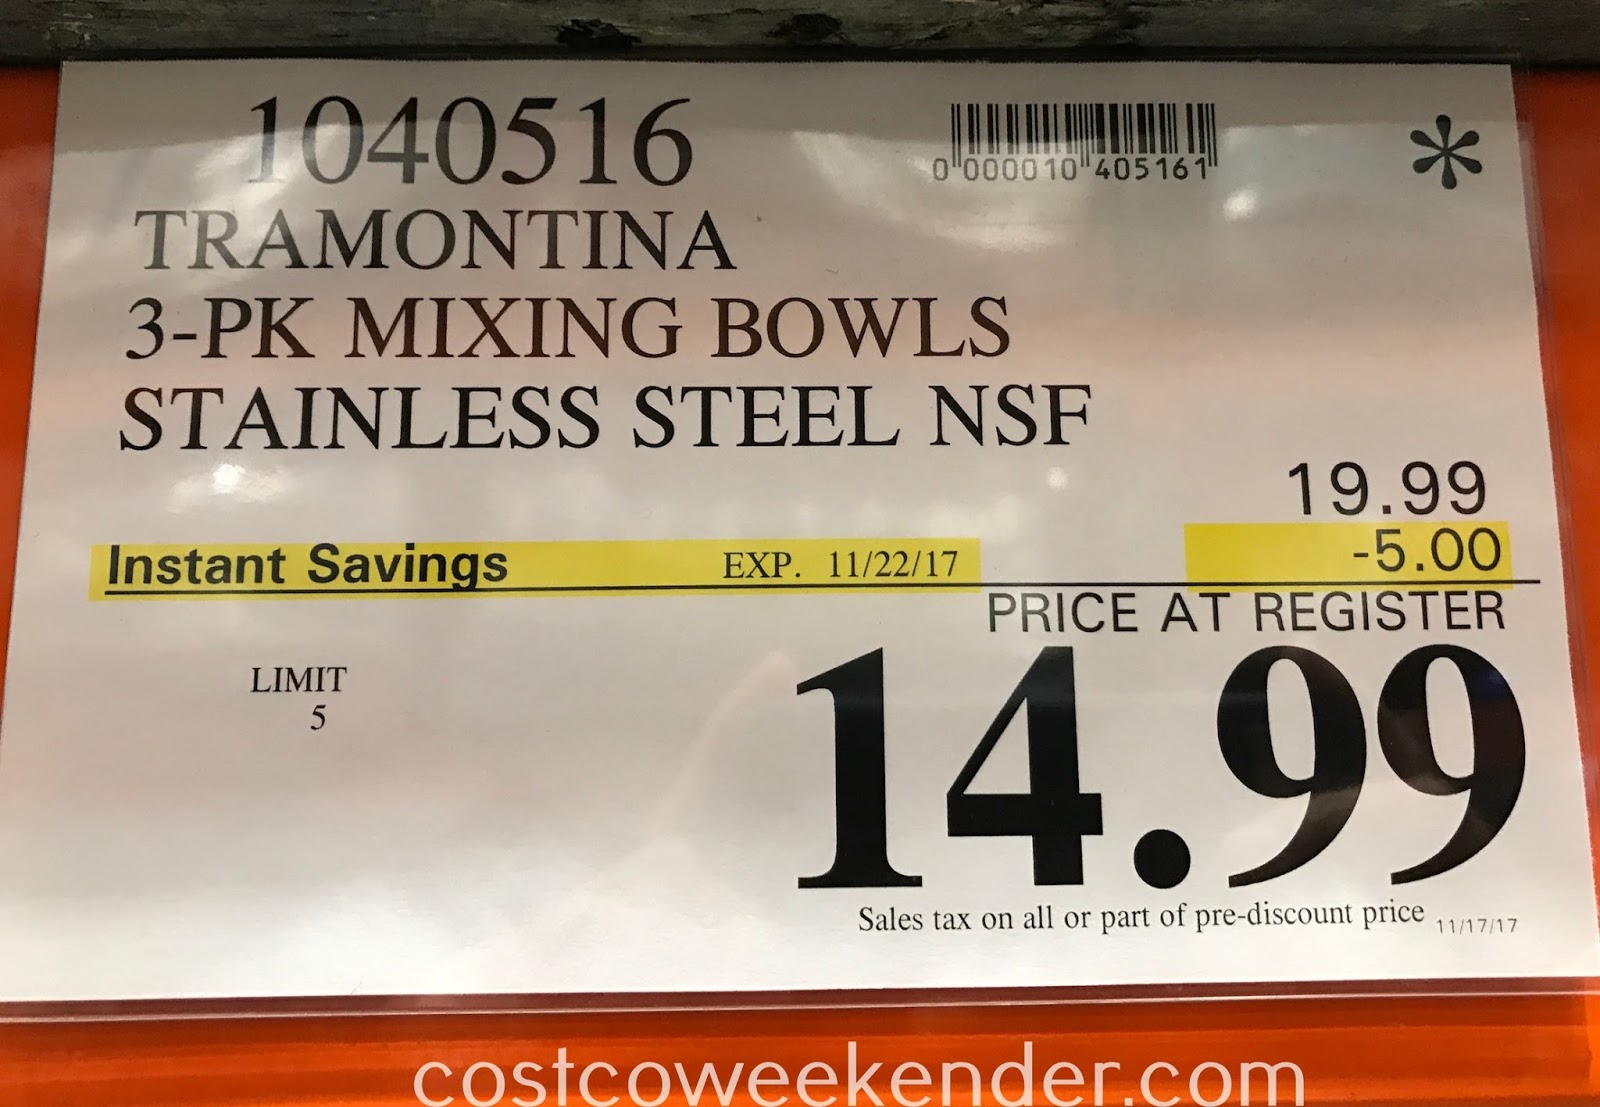 1040516
0 000010 405161
*
TRAMONTINA
3-PK MIXING BOWLS
STAINLESS STEEL NSF
19.99
Instant Savings EXP. 11/22/17 -5.00
PRICE AT REGISTER
LIMIT
5
14.99
Sales tax on all or part of pre-discount price 11/17/17
costcoweekender.com